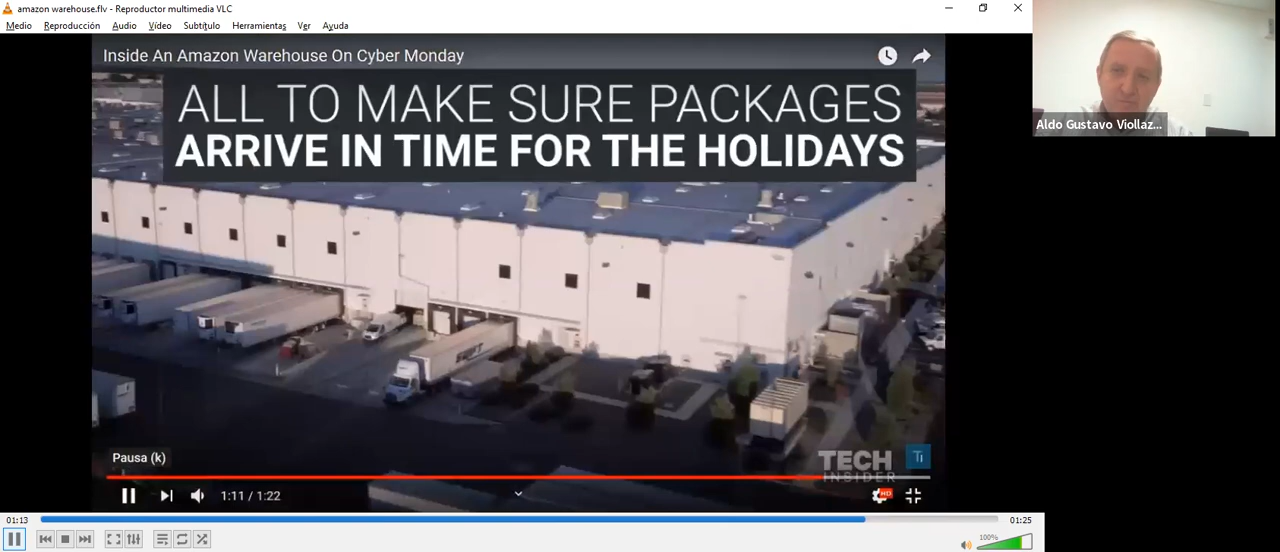 amazon warehouse.flv - Reproductor multimedia VLC
Medio Reproducción Audio Vídeo Subtítulo Herramientas Ver Ayuda
Inside An Amazon Warehouse On Cyber Monday
ALL TO MAKE SURE PACKAGES
ARRIVE IN TIME FOR THE HOLIDAYS
Aldo Gustavo Viollaz...
Pausa (k)
TECH
INSIDER
TI
1:11 / 1:22
HD
01:13
01:25
100%